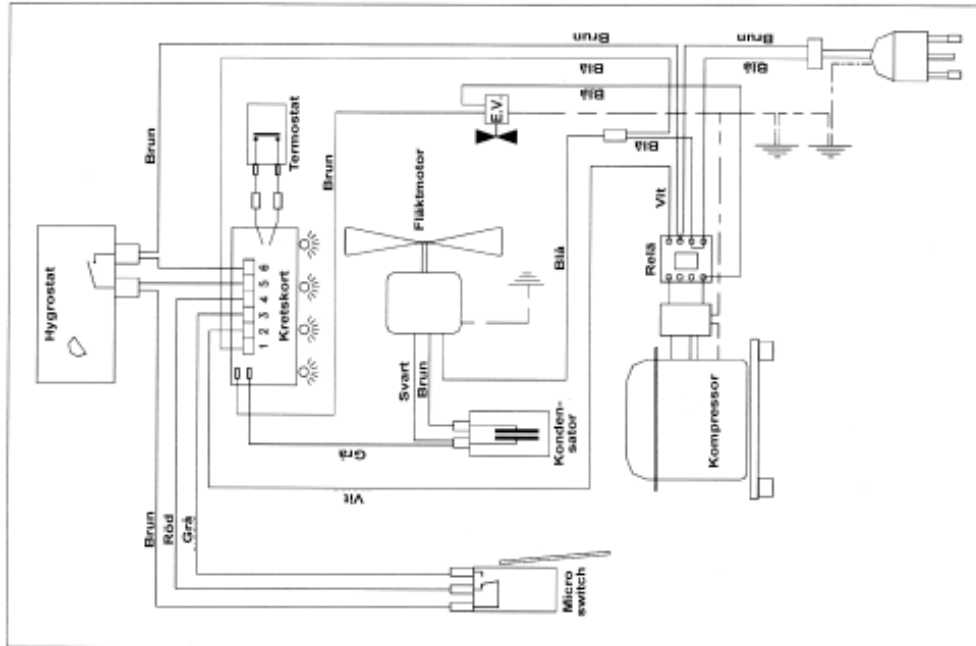 Brun
Brun
Blå
Blå
Blå
E.V.
Termostat
Brun
Brun
Blå
Vit
Fläktmotor
Hygrostat
Relä
Blå
1 2 3 4 5 6
Kretskort
Svart
Brun
Konden-
sator
Kompressor
Grå
Vit
Brun
Röd
Grå
Micro
switch